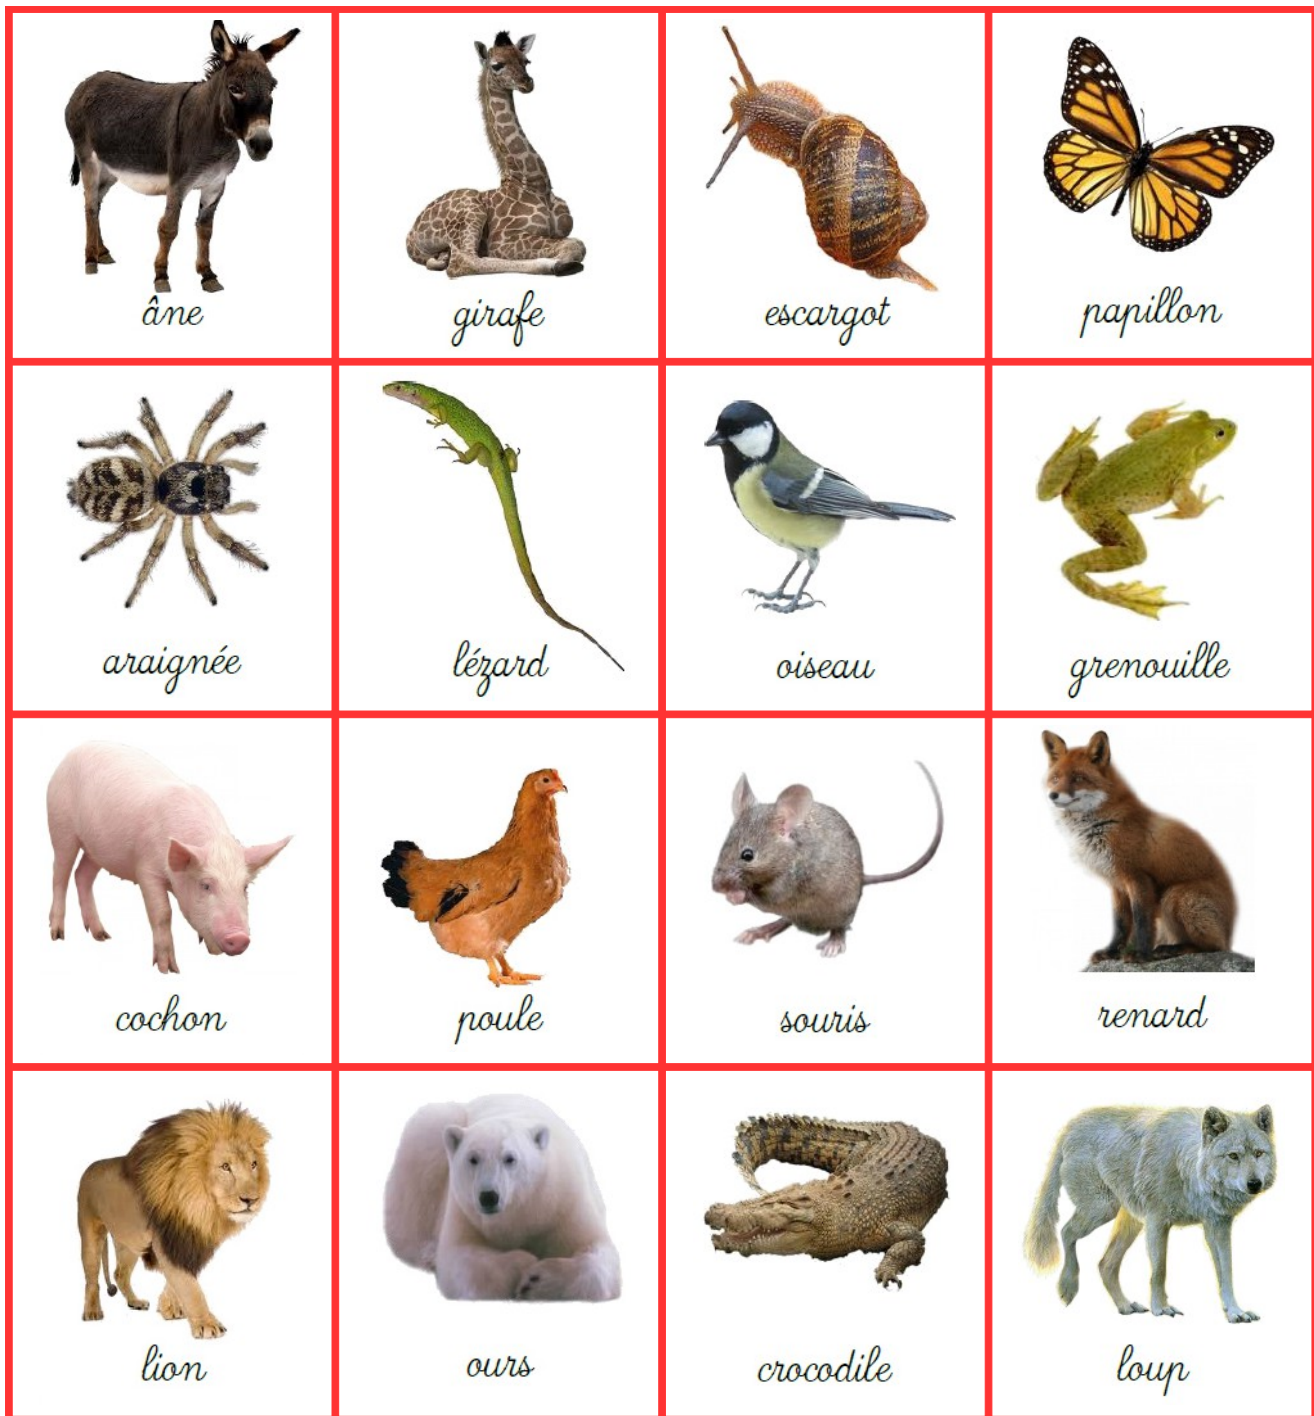 âne
girafe
escargot
papillon
araignée
lézard
oiseau
grenouille
cochon
poule
souris
renard
lion
ours
crocodile
loup